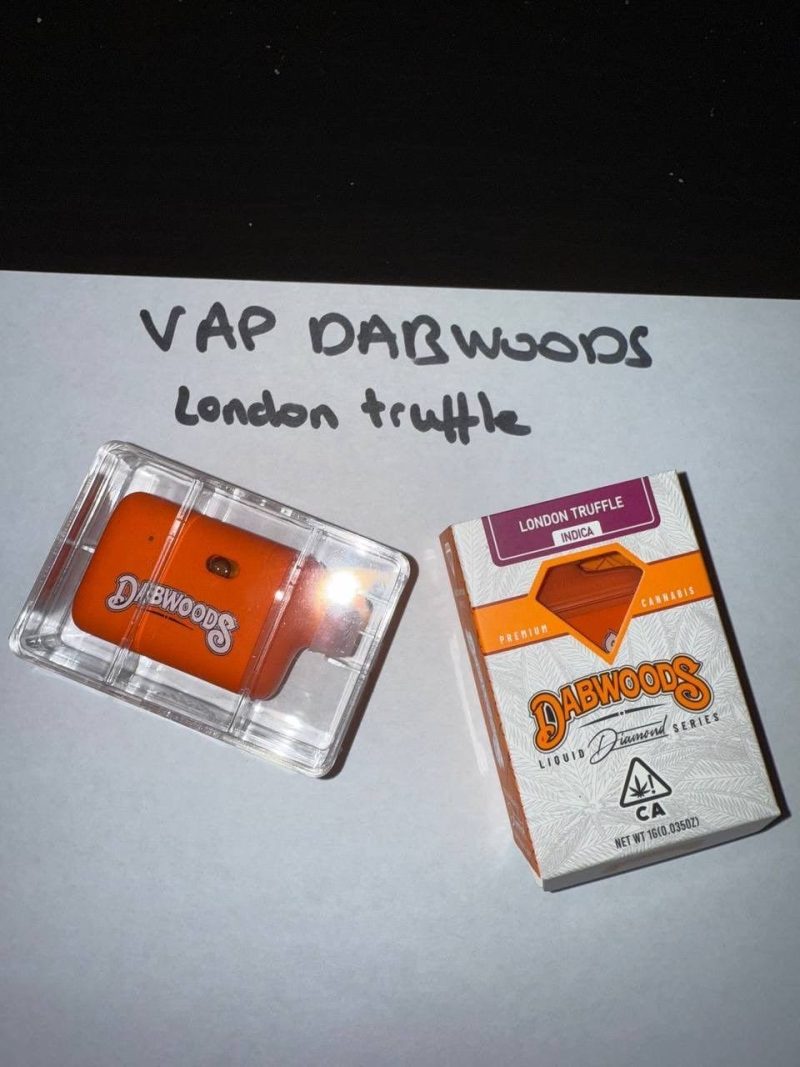 VAP DABWOODS
London truffle
DABWOODS
LONDON TRUFFLE
INDICA
PREMIUM CANNABIS
DABWOODS
LIQUID Diamond SERIES
CA
NET WT 1G(0.035OZ)